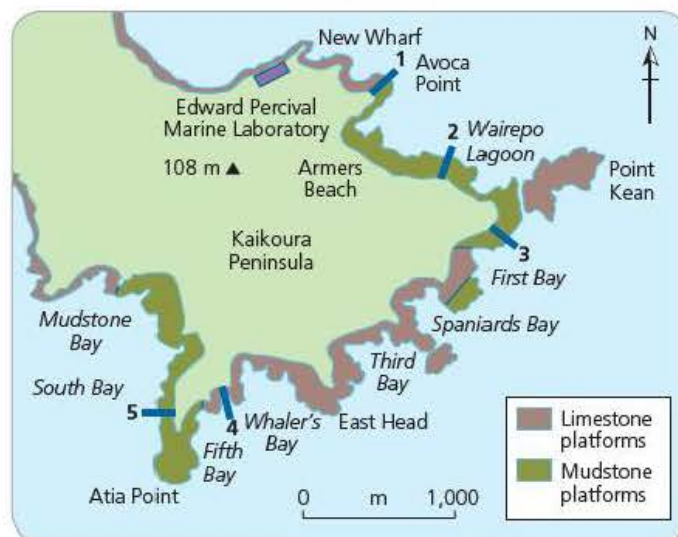 New Wharf
N
1 Avoca
Point
Edward Percival
Marine Laboratory
2 Wairepo
Lagoon
108 m ▲
Armers
Beach
Point
Kean
Kaikoura
Peninsula
3
First Bay
Mudstone
Bay
Spaniards Bay
Third
Bay
South Bay
5
4
Whaler's
Bay
East Head
Fifth
Bay
Atia Point
0 m 1,000
Limestone
platforms
Mudstone
platforms